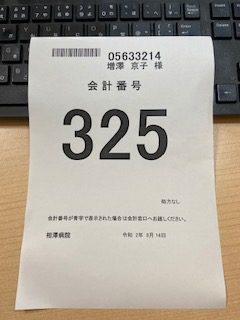 05633214
増澤 京子 様
会計番号
325
処方なし
会計番号が青字で表示された場合は会計窓口へお越しください。
相澤病院 令和 2年 8月 14日